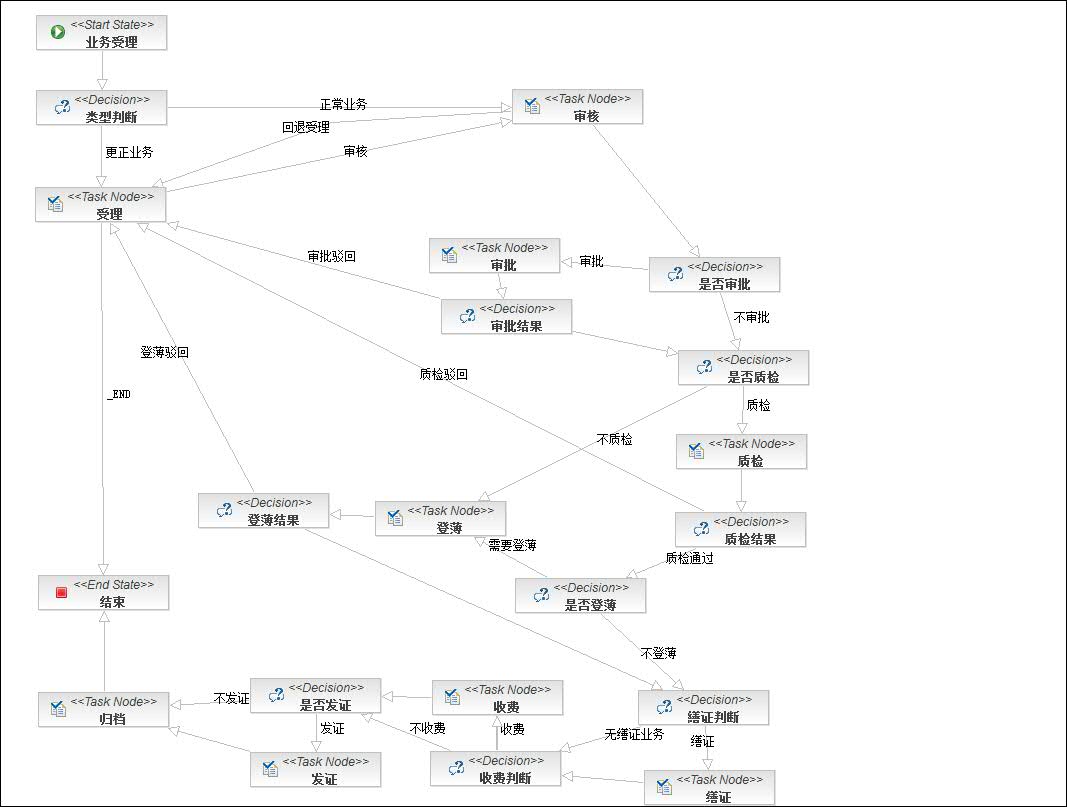 <<Start State>>
业务受理
<<Decision>>
类型判断
正常业务
<<Task Node>>
审核
回退受理
审核
更正业务
<<Task Node>>
受理
审批驳回
<<Task Node>>
审批
审批
<<Decision>>
是否审批
<<Decision>>
审批结果
不审批
登薄驳回
质检驳回
<<Decision>>
是否质检
_END
质检
不质检
<<Task Node>>
质检
<<Decision>>
登薄结果
<<Task Node>>
登薄
<<Decision>>
质检结果
需要登薄
质检通过
<<End State>>
结束
<<Decision>>
是否登薄
不登薄
<<Task Node>>
归档
不发证
<<Decision>>
是否发证
<<Task Node>>
收费
<<Decision>>
缮证判断
发证
不收费
收费
无缮证业务
缮证
<<Task Node>>
发证
<<Decision>>
收费判断
<<Task Node>>
缮证